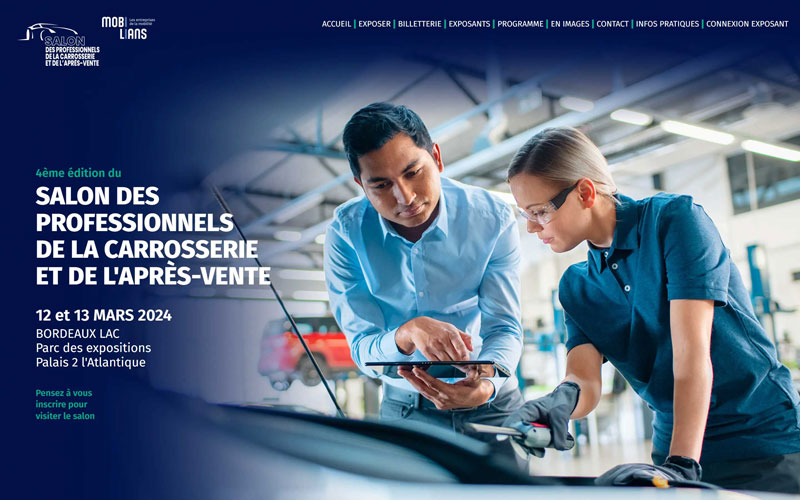 SALON
DES PROFESSIONNELS
DE LA CARROSSERIE
ET DE L'APRÈS-VENTE
MOBILIANS
Les entreprises
de la mobilité
ACCUEIL | EXPOSER | BILLETTERIE | EXPOSANTS | PROGRAMME | EN IMAGES | CONTACT | INFOS PRATIQUES | CONNEXION EXPOSANT
4ème édition du
SALON DES
PROFESSIONNELS
DE LA CARROSSERIE
ET DE L'APRÈS-VENTE
12 et 13 MARS 2024
BORDEAUX LAC
Parc des expositions
Palais 2 l'Atlantique
Pensez à vous
inscrire pour
visiter le salon